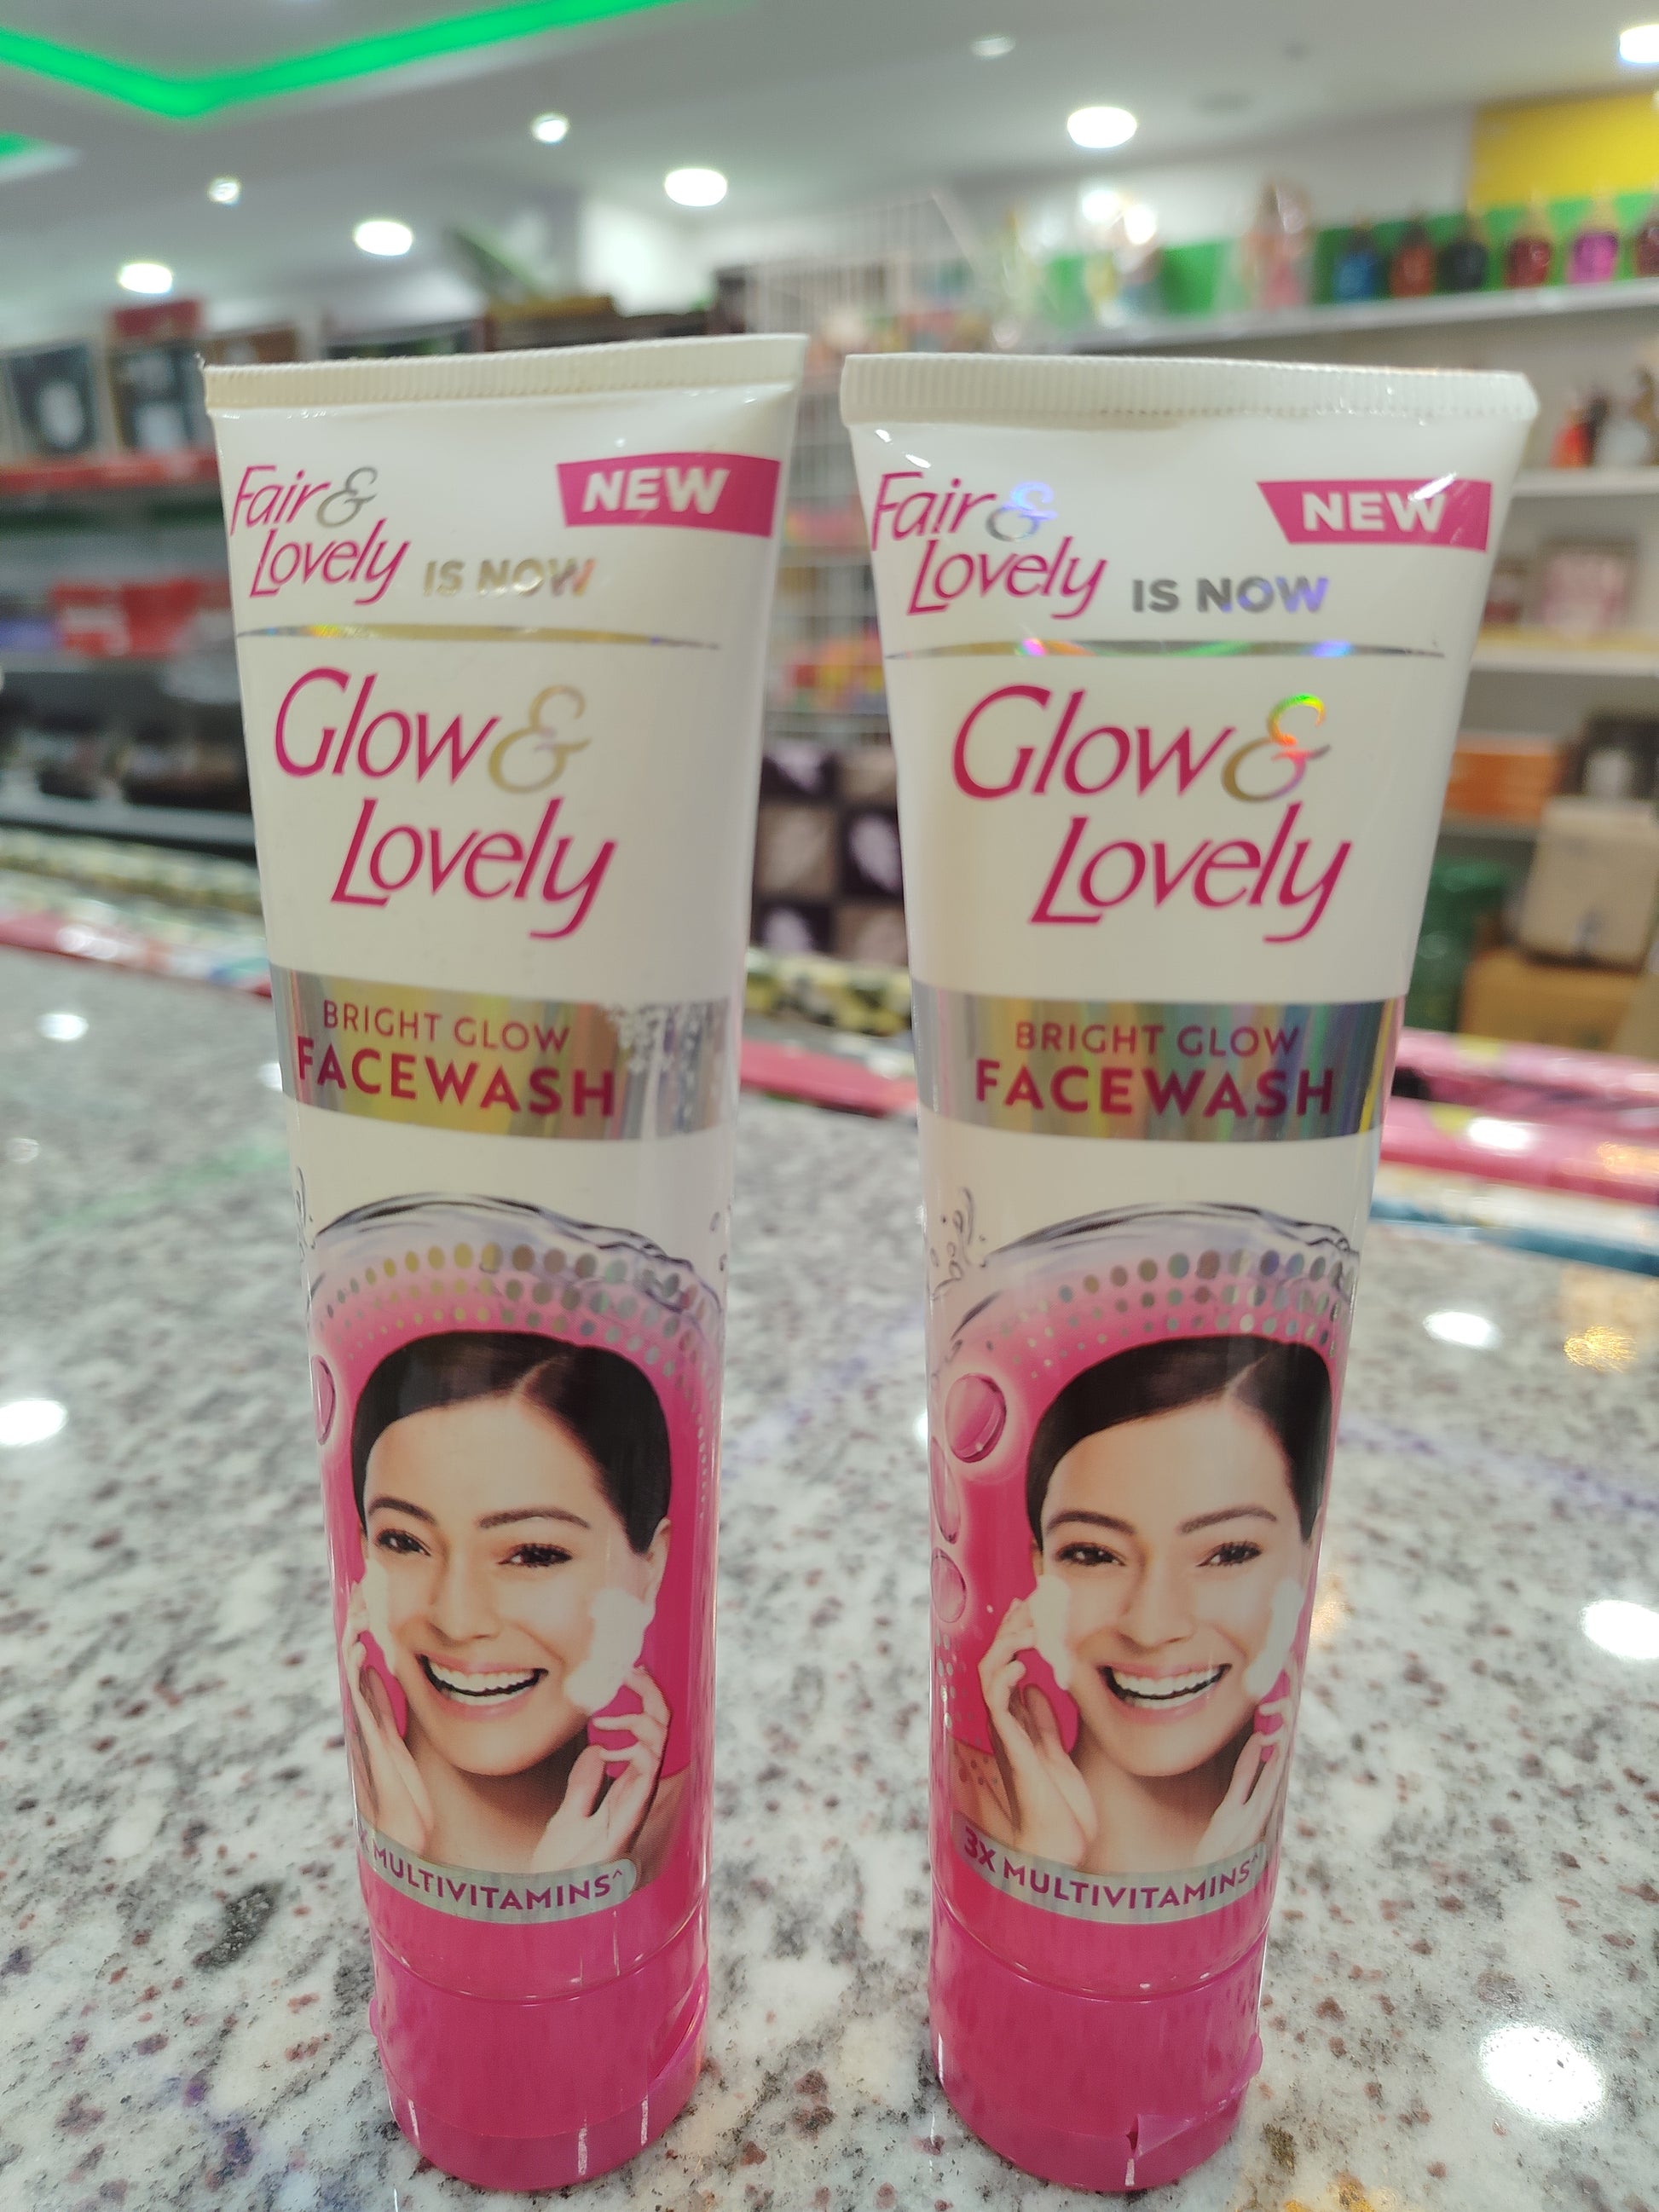 Fair &
Lovely IS NOW
NEW
Glow &
Lovely
BRIGHT GLOW
FACEWASH
MULTIVITAMINS^
Fair &
Lovely IS NOW
NEW
Glow &
Lovely
BRIGHT GLOW
FACEWASH
3X MULTIVITAMINS^